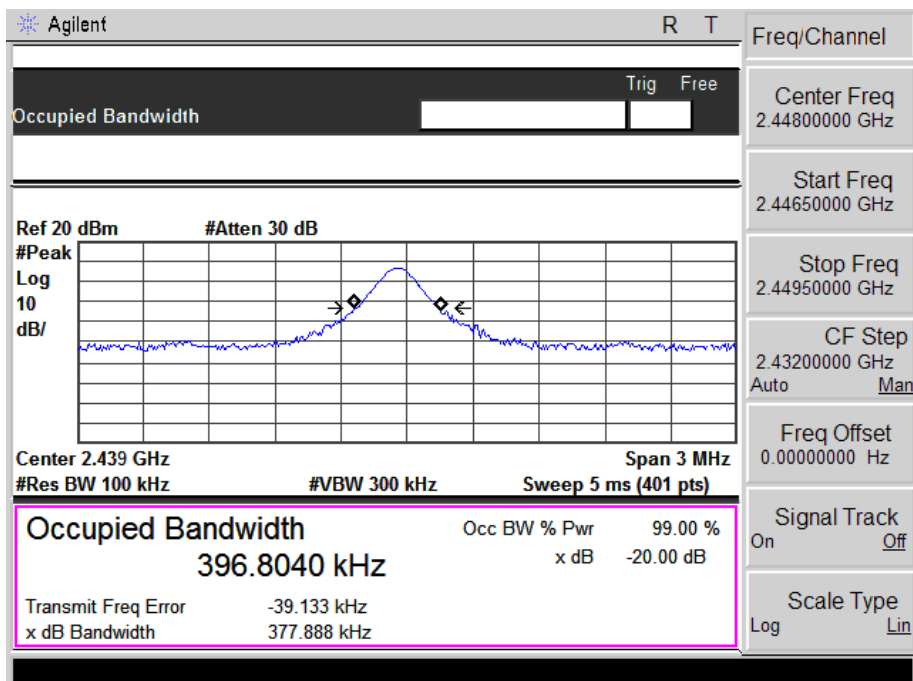 Agilent R T
Trig Free
Occupied Bandwidth
Ref 20 dBm #Atten 30 dB
#Peak
Log
10
dB/
Center 2.439 GHz Span 3 MHz
#Res BW 100 kHz #VBW 300 kHz Sweep 5 ms (401 pts)
Occupied Bandwidth
396.8040 kHz
Occ BW % Pwr 99.00 %
x dB -20.00 dB
Transmit Freq Error -39.133 kHz
x dB Bandwidth 377.888 kHz
Freq/Channel
Center Freq
2.44800000 GHz
Start Freq
2.44650000 GHz
Stop Freq
2.44950000 GHz
CF Step
2.43200000 GHz
Auto Man
Freq Offset
0.00000000 Hz
Signal Track
On Off
Scale Type
Log Lin